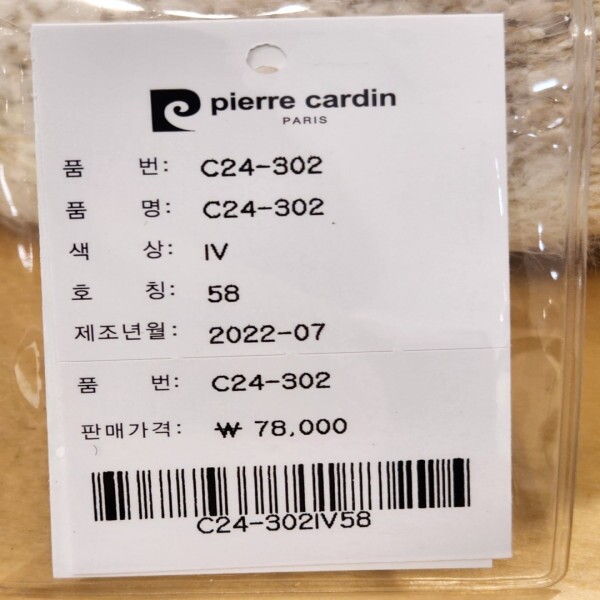 pierre cardin
PARIS
품 번: C24-302
품 명: C24-302
색 상: IV
호 칭: 58
제조년월: 2022-07
품 번: C24-302
판매가격: ₩ 78,000
C24-302IV58